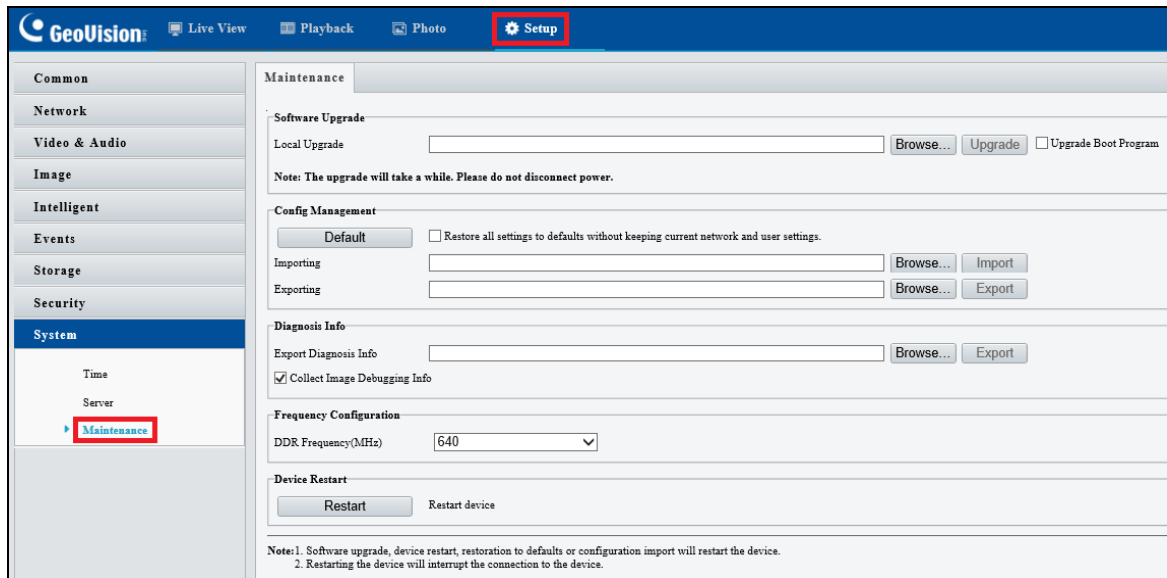 GeoVision Live View Playback Photo Setup
Common
Network
Video & Audio
Image
Intelligent
Events
Storage
Security
System
Time
Server
Maintenance
Maintenance
Software Upgrade
Local Upgrade Browse... Upgrade Upgrade Boot Program
Note: The upgrade will take a while. Please do not disconnect power.
Config Management
Default Restore all settings to defaults without keeping current network and user settings.
Importing Browse... Import
Exporting Browse... Export
Diagnosis Info
Export Diagnosis Info Browse... Export
Collect Image Debugging Info
Frequency Configuration
DDR Frequency(MHz) 640
Device Restart
Restart Restart device
Note:1. Software upgrade, device restart, restoration to defaults or configuration import will restart the device.
2. Restarting the device will interrupt the connection to the device.